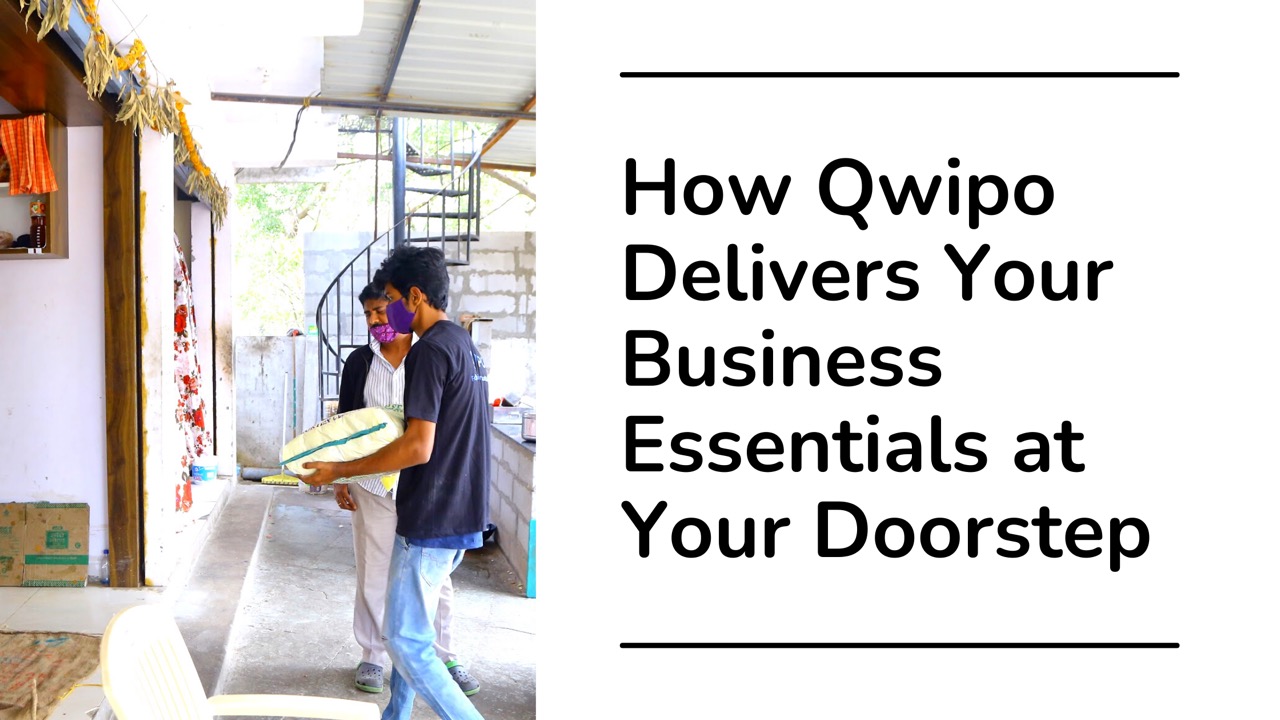 How Qwipo
Delivers Your
Business
Essentials at
Your Doorstep